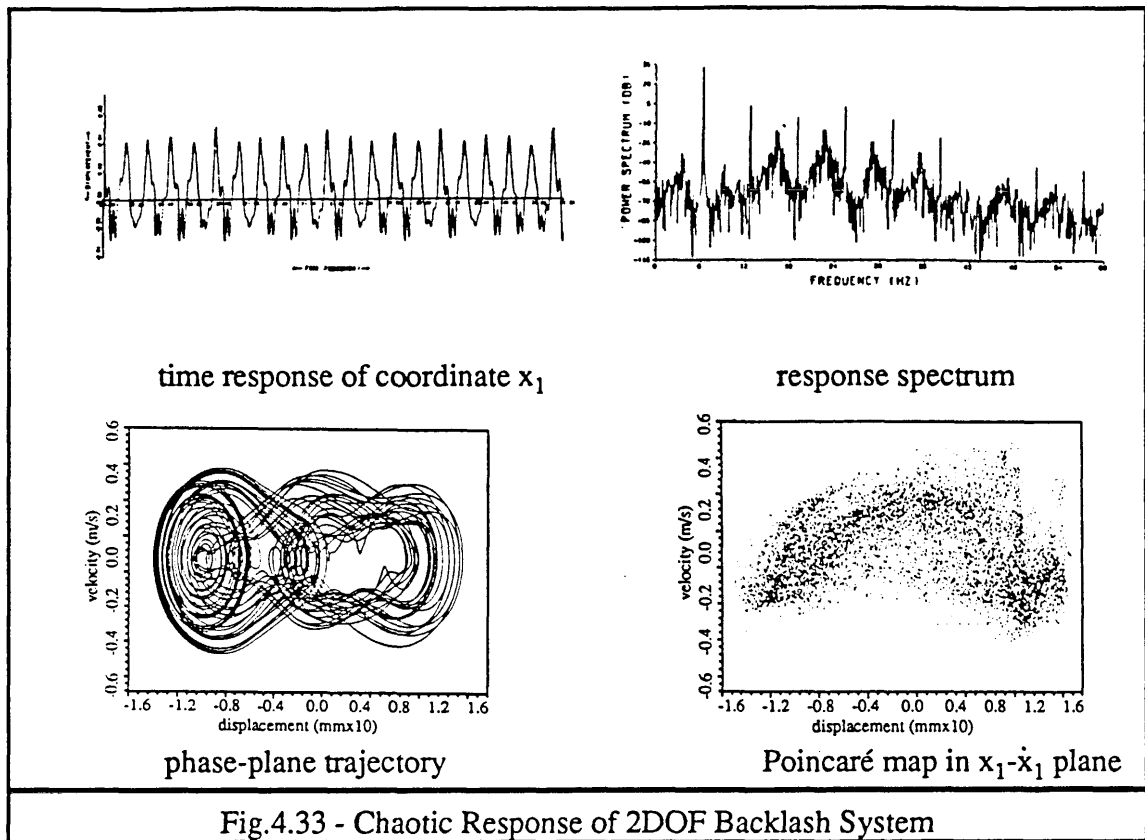 POWER SPECTRUM (DB)
FREQUENCY (HZ)
time response of coordinate x₁
response spectrum
velocity (m/s)
0.6
0.4
0.2
0.0
-0.2
-0.4
-0.6
-1.6 -1.2 -0.8 -0.4 0.0 0.4 0.8 1.2 1.6
displacement (mmx10)
phase-plane trajectory
velocity (m/s)
0.6
0.4
0.2
0.0
-0.2
-0.4
-0.6
-1.6 -1.2 -0.8 -0.4 0.0 0.4 0.8 1.2 1.6
displacement (mmx10)
Poincaré map in x₁-ẋ₁ plane
Fig.4.33 - Chaotic Response of 2DOF Backlash System